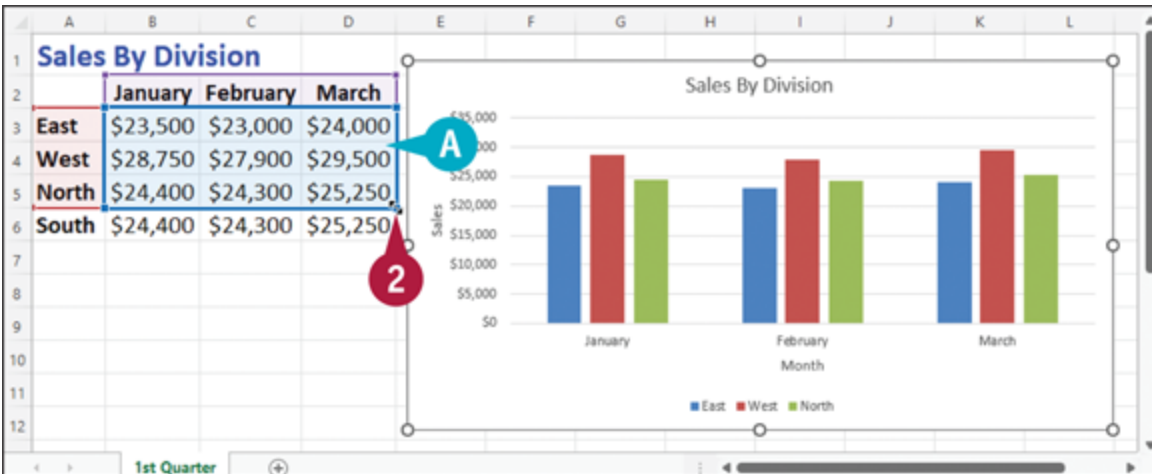 A B C D E F G H I J K L
1 Sales By Division
2 January February March
3 East $23,500 $23,000 $24,000
4 West $28,750 $27,900 $29,500
5 North $24,400 $24,300 $25,250
6 South $24,400 $24,300 $25,250
7
8
9
10
11
12
A
2
Sales By Division
$25,000
$20,000
$15,000
$10,000
$5,000
$0
Sales
January February March
Month
East West North
1st Quarter